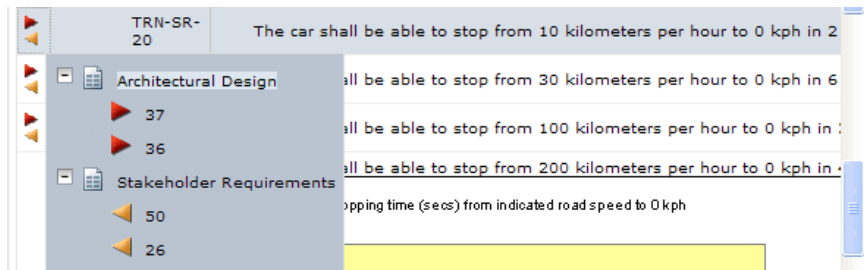 TRN-SR-
20
The car shall be able to stop from 10 kilometers per hour to 0 kph in 2
Architectural Design
all be able to stop from 30 kilometers per hour to 0 kph in 6
37
36
all be able to stop from 100 kilometers per hour to 0 kph in
all be able to stop from 200 kilometers per hour to 0 kph in
Stakeholder Requirements
opping time (secs) from indicated road speed to 0 kph
50
26